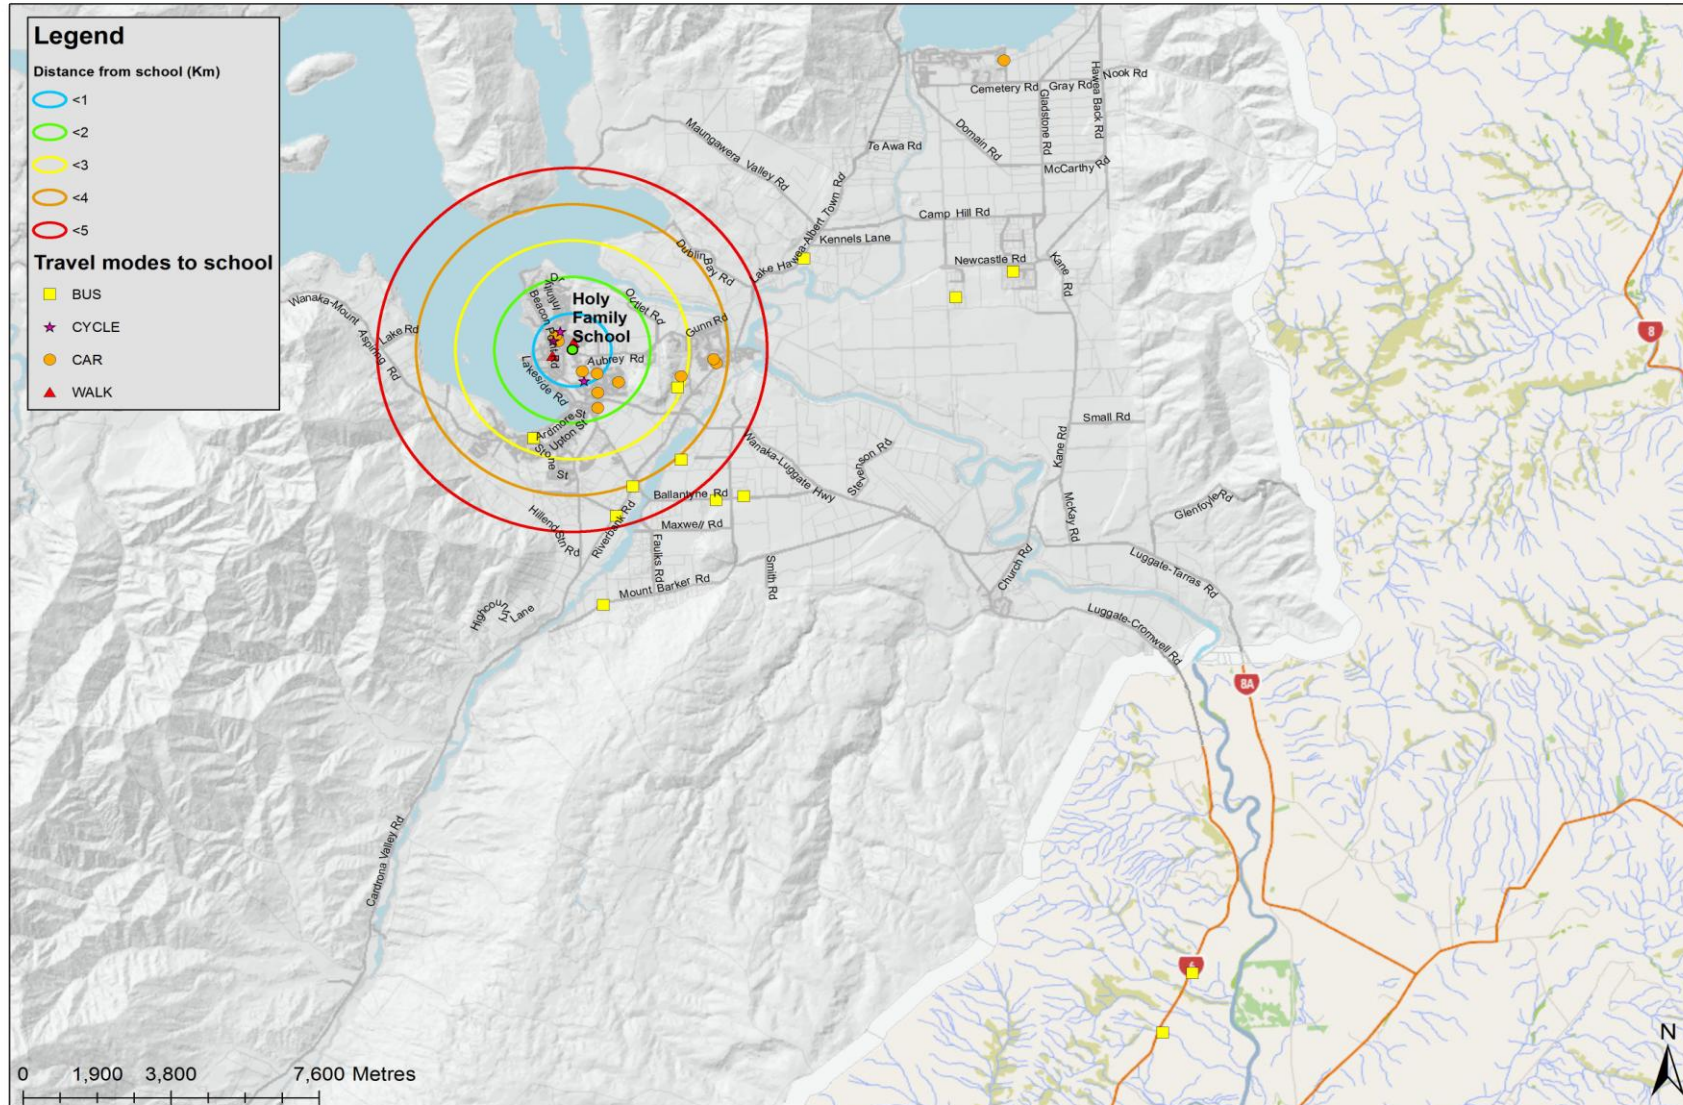 Legend
Distance from school (Km)
<1
<2
<3
<4
<5
Travel modes to school
BUS
CYCLE
CAR
WALK
Nook Rd
Hawea Back Rd
Cemetery Rd
Gray Rd
Gladstone Rd
Domain Rd
Te Awa Rd
McCarthy Rd
Maungawera Valley Rd
Lake Hawea-Albert Town Rd
Camp Hill Rd
Kennels Lane
Newcastle Rd
Kane Rd
Dublin Bay Rd
Outlet Rd
Gunn Rd
Beacon Point Rd
Holy
Family
School
Aubrey Rd
Lakeside Rd
Wanaka-Mount Aspiring Rd
Lake Rd
Ardmore St
Upton St
Stone St
8
Small Rd
Kane Rd
Wanaka-Luggate Hwy
Stevenson Rd
Ballantyne Rd
Maxwell Rd
Hillend Stn Rd
Riverbank Rd
Faulks Rd
Mount Barker Rd
Smith Rd
McKay Rd
Glenfoyle Rd
Church Rd
Luggate-Tarras Rd
Luggate-Cromwell Rd
Highcountry Lane
8A
Cardrona Valley Rd
6
N
0 1,900 3,800 7,600 Metres